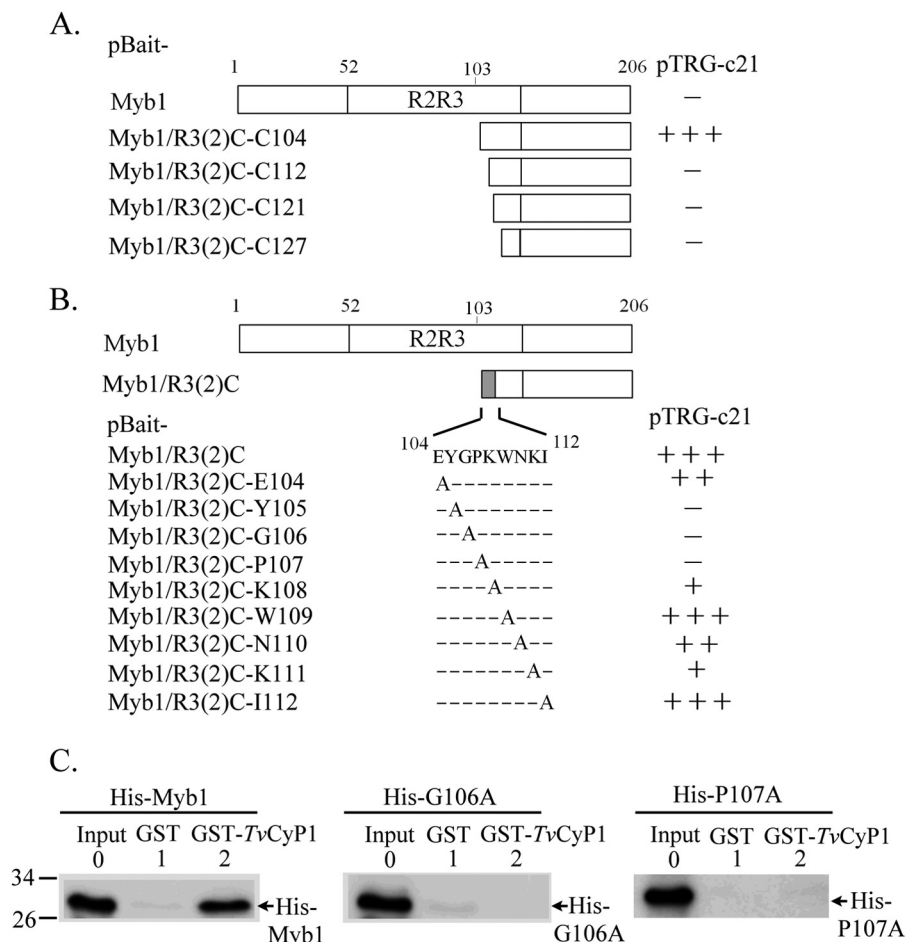 A.
pBait-
1 52 103 206 pTRG-c21
Myb1 R2R3 −
Myb1/R3(2)C-C104 +++
Myb1/R3(2)C-C112 −
Myb1/R3(2)C-C121 −
Myb1/R3(2)C-C127 −
B.
1 52 103 206
Myb1 R2R3
Myb1/R3(2)C
pBait- 104 112 pTRG-c21
Myb1/R3(2)C EYGPKWNKI +++
Myb1/R3(2)C-E104 A-------- ++
Myb1/R3(2)C-Y105 -A------- −
Myb1/R3(2)C-G106 --A------ −
Myb1/R3(2)C-P107 ---A----- −
Myb1/R3(2)C-K108 ----A---- +
Myb1/R3(2)C-W109 -----A--- +++
Myb1/R3(2)C-N110 ------A-- ++
Myb1/R3(2)C-K111 -------A- +
Myb1/R3(2)C-I112 --------A +++
C.
His-Myb1 His-G106A His-P107A
Input GST GST-TvCyP1 Input GST GST-TvCyP1 Input GST GST-TvCyP1
0 1 2 0 1 2 0 1 2
34
26
His-Myb1
His-G106A
His-P107A